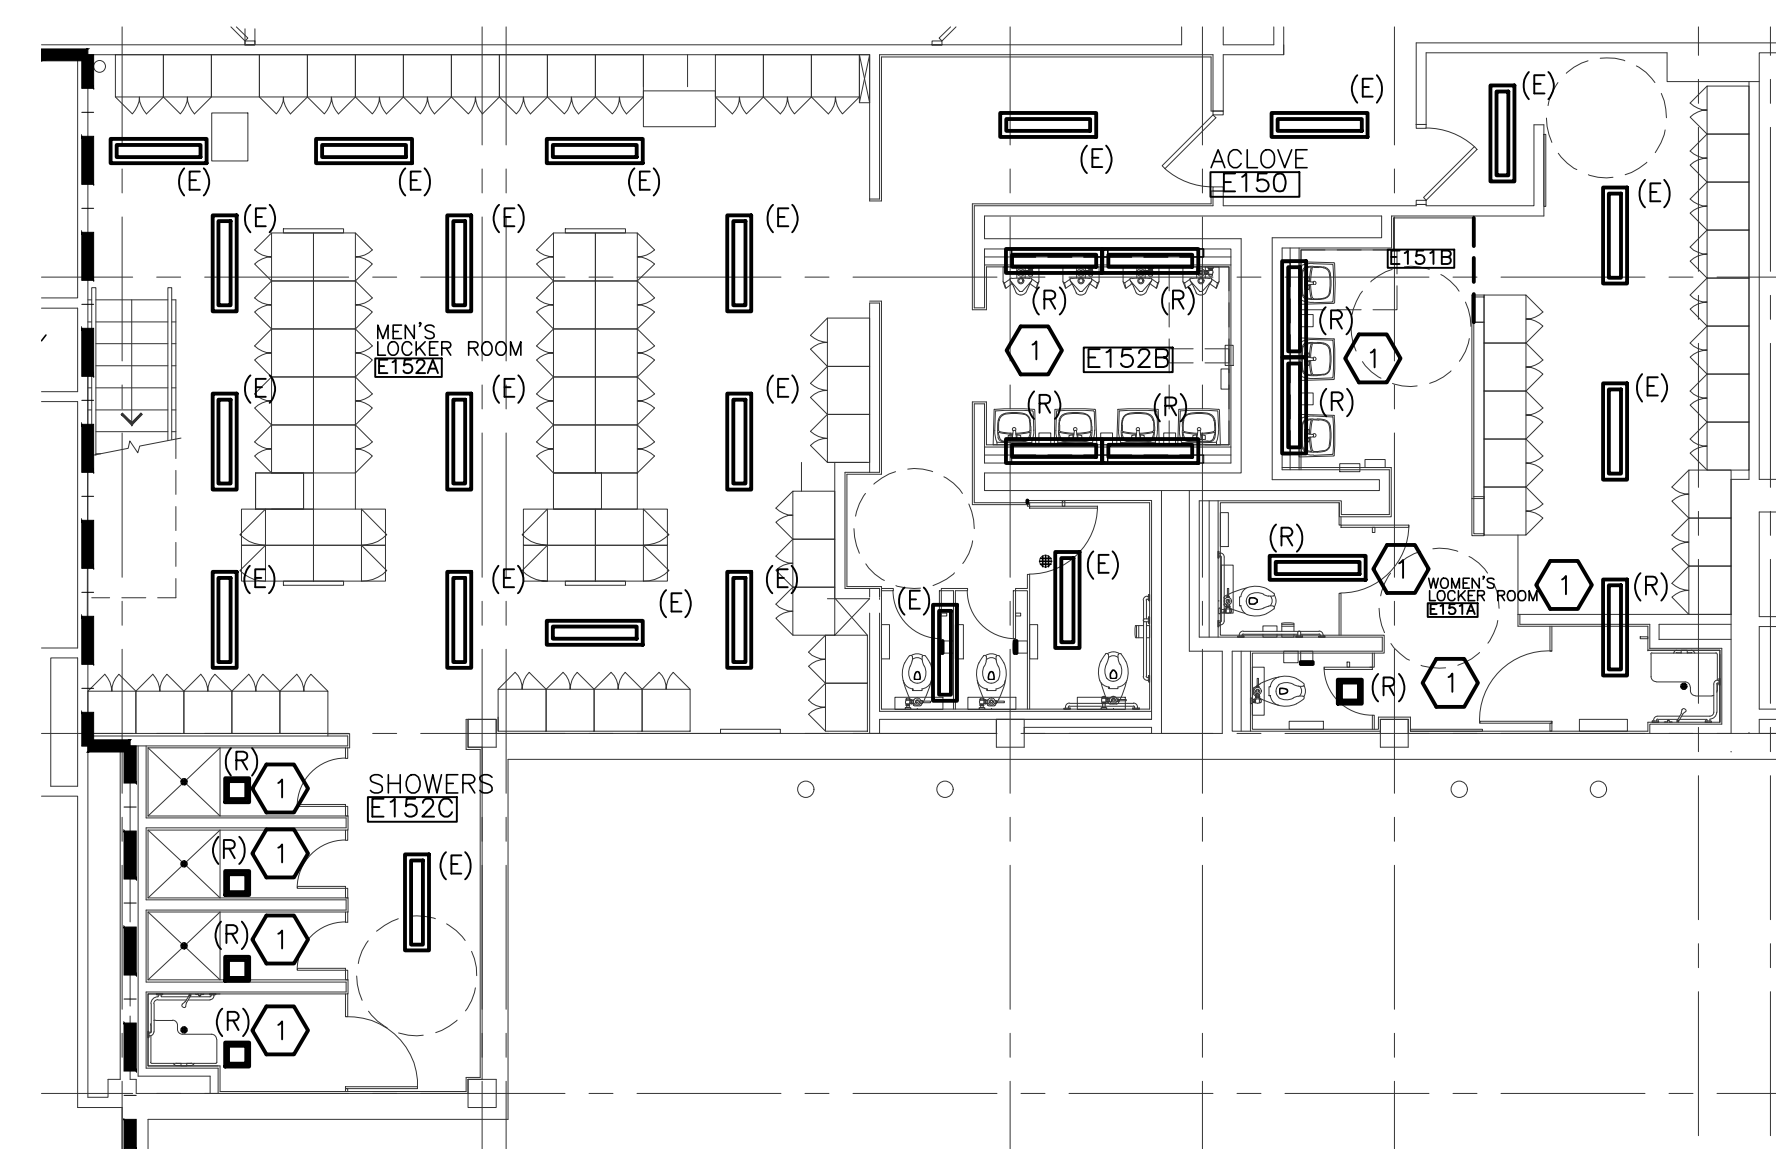 (E)
(E)
(E)
(E)
(E)
(E)
(E)
ACLOVE
E150
(E)
(E)
(E)
(E)
E151B
(R)
(R)
(R)
MEN'S
LOCKER ROOM
E152A
1
E152B
1
(E)
(E)
(E)
(R)
(R)
(R)
(E)
(R)
(E)
(E)
(E)
(E)
1
WOMEN'S
LOCKER ROOM
E151A
1
(R)
(E)
(E)
(R)
1
(R)
1
SHOWERS
E152C
(R)
1
(E)
(R)
1
(R)
1